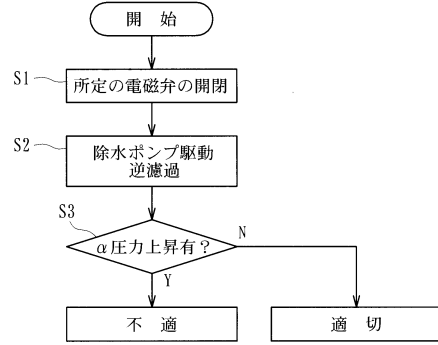 開 始
S1
所定の電磁弁の開閉
S2
除水ポンプ駆動
逆濾過
S3
α圧力上昇有？
N
Y
不 適
適 切